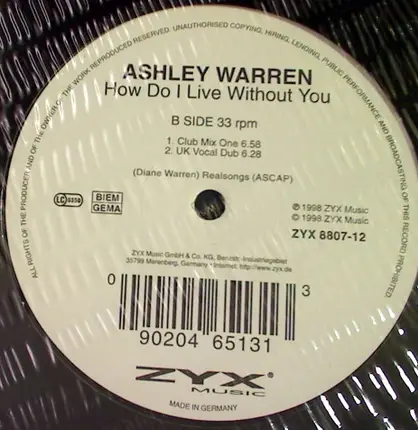 ALL RIGHTS OF THE PRODUCER AND OF THE OWNER OF THE WORK REPRODUCED RESERVED. UNAUTHORISED COPYING, HIRING, LENDING, PUBLIC PERFORMANCE AND BROADCASTING OF THIS RECORD PROHIBITED
ASHLEY WARREN
How Do I Live Without You
B SIDE 33 rpm
1. Club Mix One 6.58
2. UK Vocal Dub 6.28
(Diane Warren) Realsongs (ASCAP)
LC
BIEM
GEMA
℗ 1998 ZYX Music
© 1998 ZYX Music
ZYX 8807-12
ZYX Music GmbH & Co. KG, Benzstr.-Industriegebiet
35799 Merenberg, Germany • Internet: http://www.zyx.de
0 90204 65131 3
ZYX®
MUSIC
MADE IN GERMANY